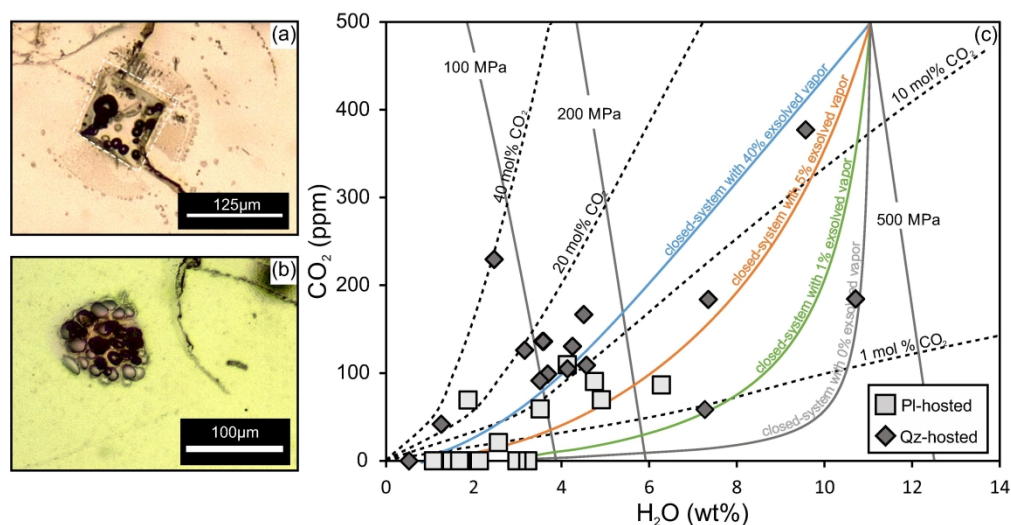 (a)
125µm
(b)
100µm
(c)
500
400
300
200
100
0
CO₂ (ppm)
0
2
4
6
8
10
12
14
H₂O (wt%)
100 MPa
200 MPa
500 MPa
40 mol% CO₂
20 mol% CO₂
10 mol% CO₂
1 mol % CO₂
closed-system with 40% exsolved vapor
closed-system with 5% exsolved vapor
closed-system with 1% exsolved vapor
closed-system with 0% exsolved vapor
Pl-hosted
Qz-hosted